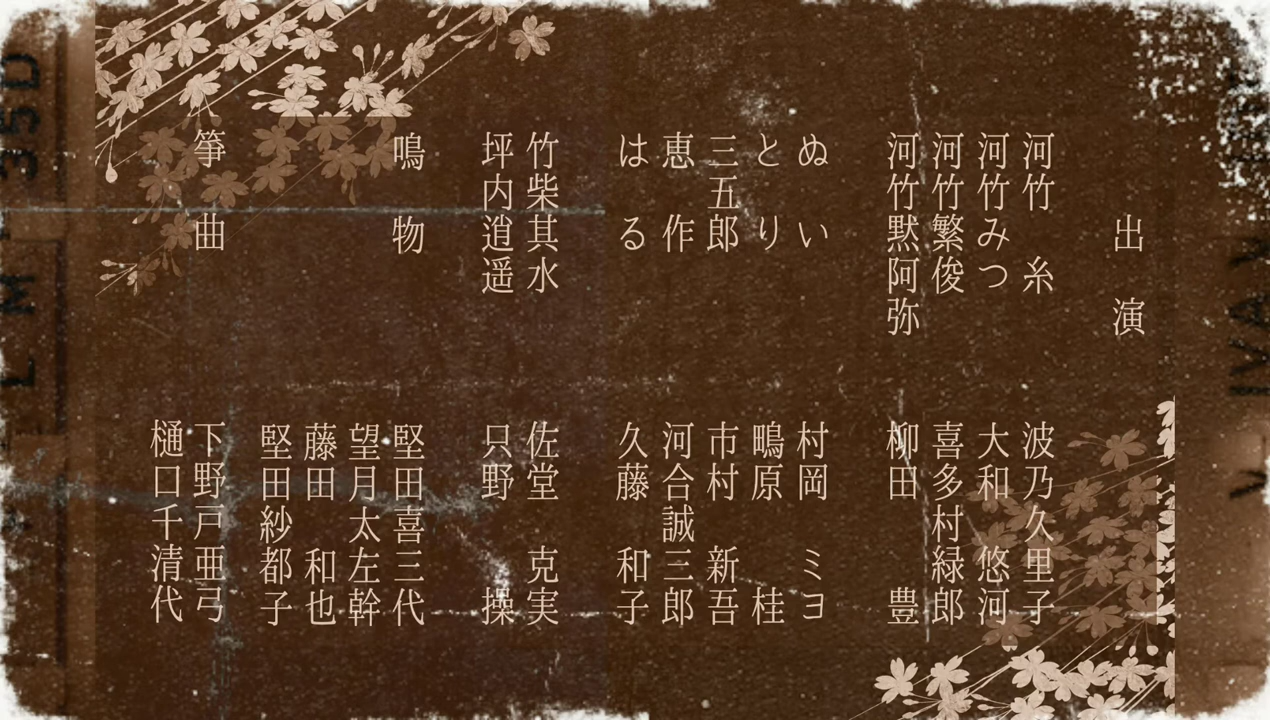 出演
河竹糸 波乃久里子
河竹みつ 大和悠河
河竹繁俊 喜多村緑郎
河竹黙阿弥 柳田豊
ぬい 村岡ミヨ
とり 鴫原桂
三五郎 市村新吾
恵作 河合誠三郎
はる 久藤和子
竹柴其水 佐堂克実
坪内逍遥 只野操
鳴物 堅田喜三代
望月太左幹
藤田和也
堅田紗都子
箏曲 下野戸亜弓
樋口千清代